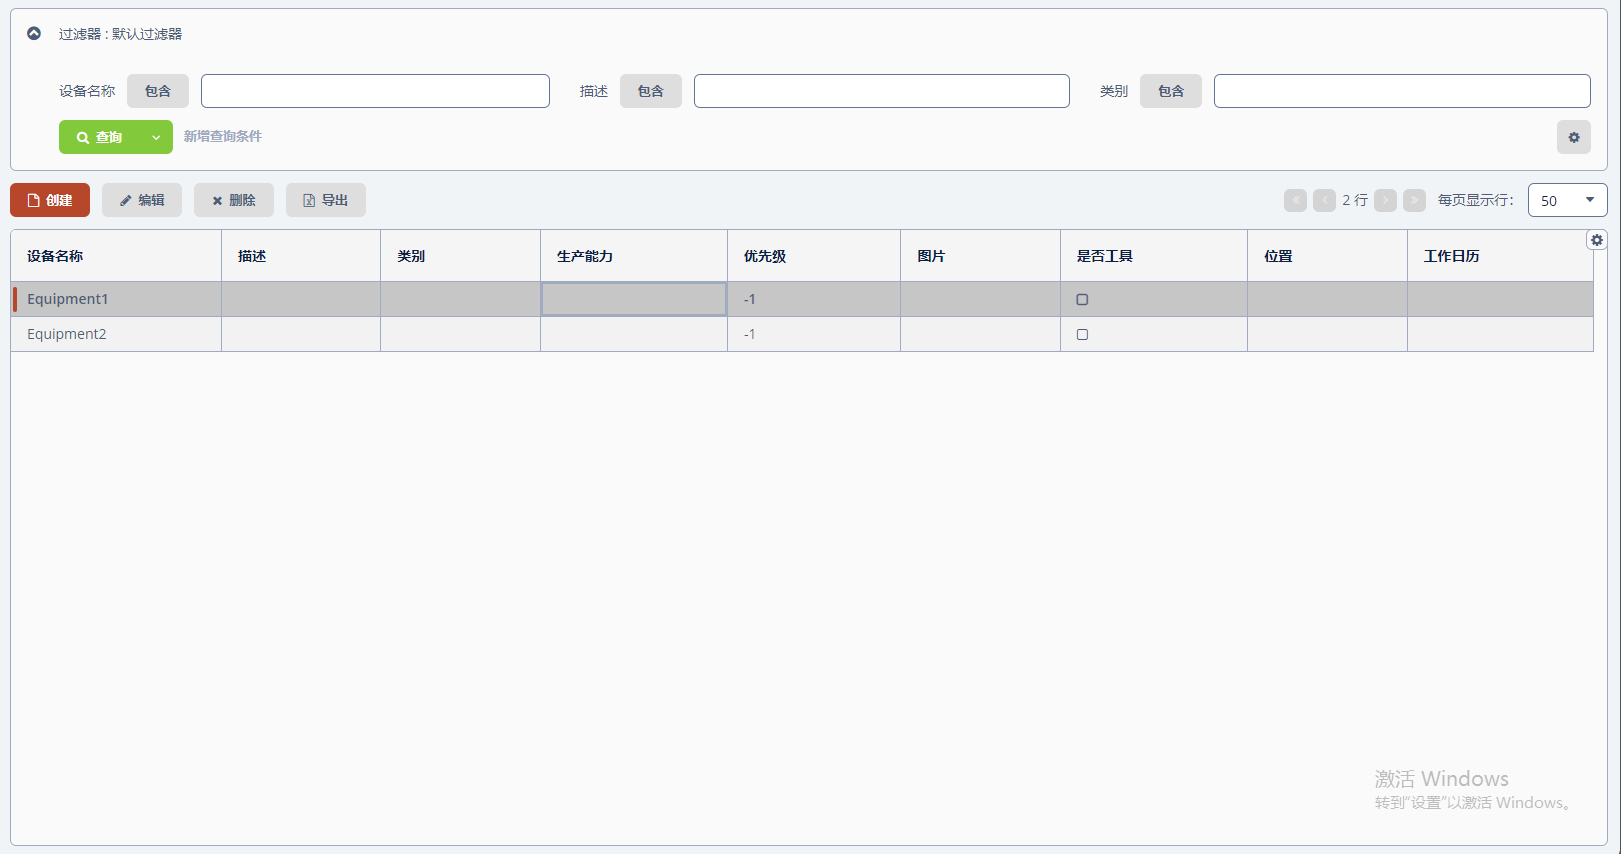 过滤器 : 默认过滤器
设备名称 包含 描述 包含 类别 包含
查询 新增查询条件
创建 编辑 删除 导出 2 行 每页显示行： 50
设备名称 描述 类别 生产能力 优先级 图片 是否工具 位置 工作日历
Equipment1 -1
Equipment2 -1
激活 Windows
转到“设置”以激活 Windows。